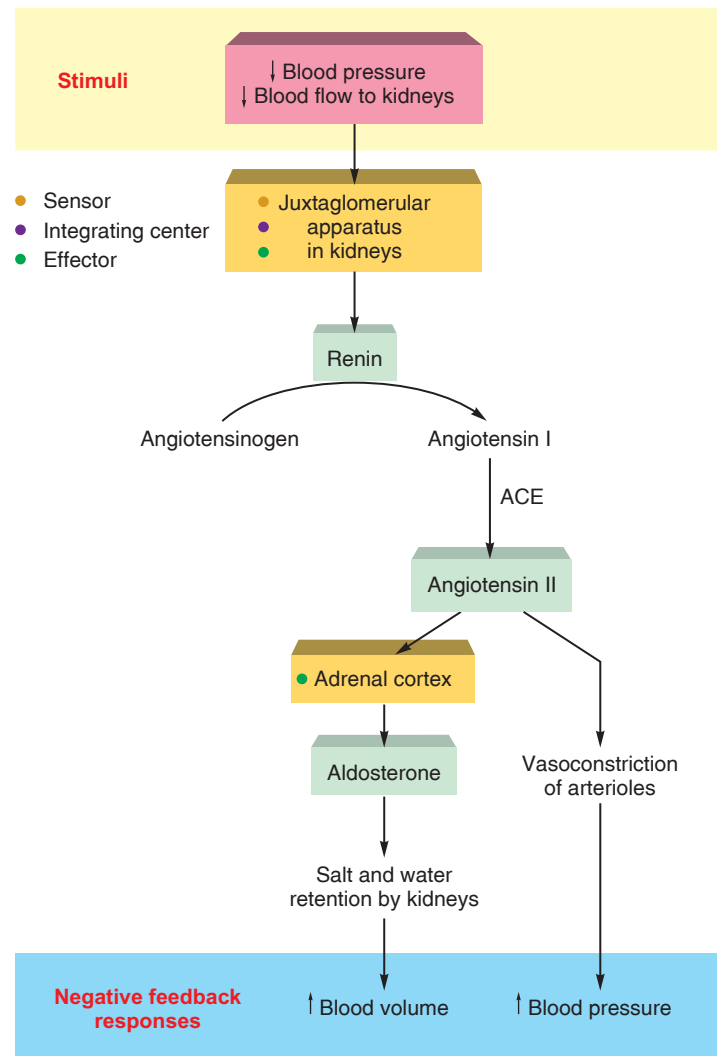 Stimuli
↓ Blood pressure
↓ Blood flow to kidneys
Sensor
Integrating center
Effector
Juxtaglomerular
apparatus
in kidneys
Renin
Angiotensinogen
Angiotensin I
ACE
Angiotensin II
Adrenal cortex
Aldosterone
Vasoconstriction
of arterioles
Salt and water
retention by kidneys
Negative feedback
responses
↑ Blood volume
↑ Blood pressure